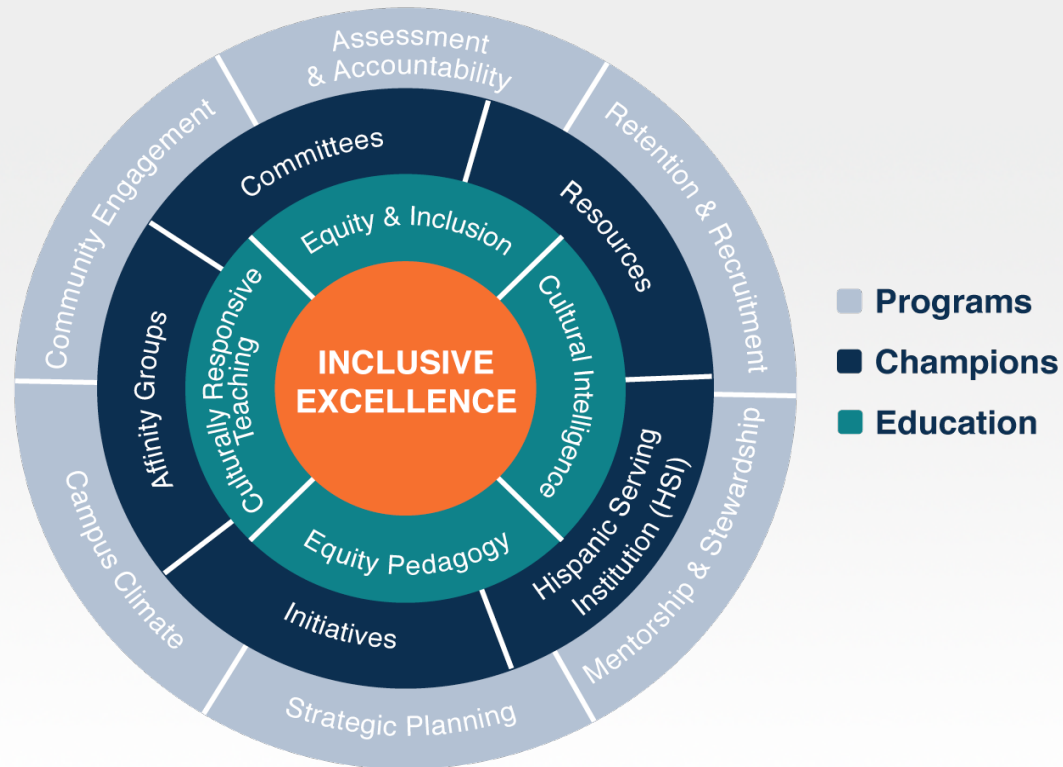 Assessment
& Accountability
Retention & Recruitment
Mentorship & Stewardship
Strategic Planning
Campus Climate
Community Engagement
Committees
Resources
Hispanic Serving
Institution (HSI)
Initiatives
Affinity Groups
Equity & Inclusion
Cultural Intelligence
Equity Pedagogy
Culturally Responsive
Teaching
INCLUSIVE
EXCELLENCE
Programs
Champions
Education